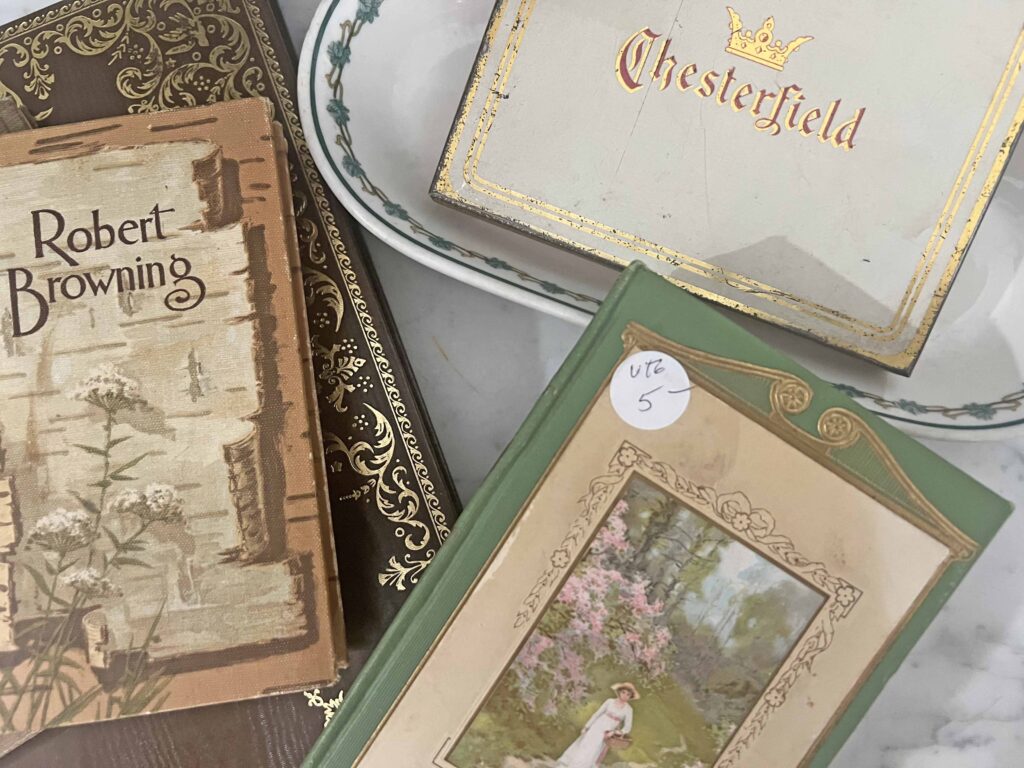 Chesterfield
Robert
Browning
vtg
5-